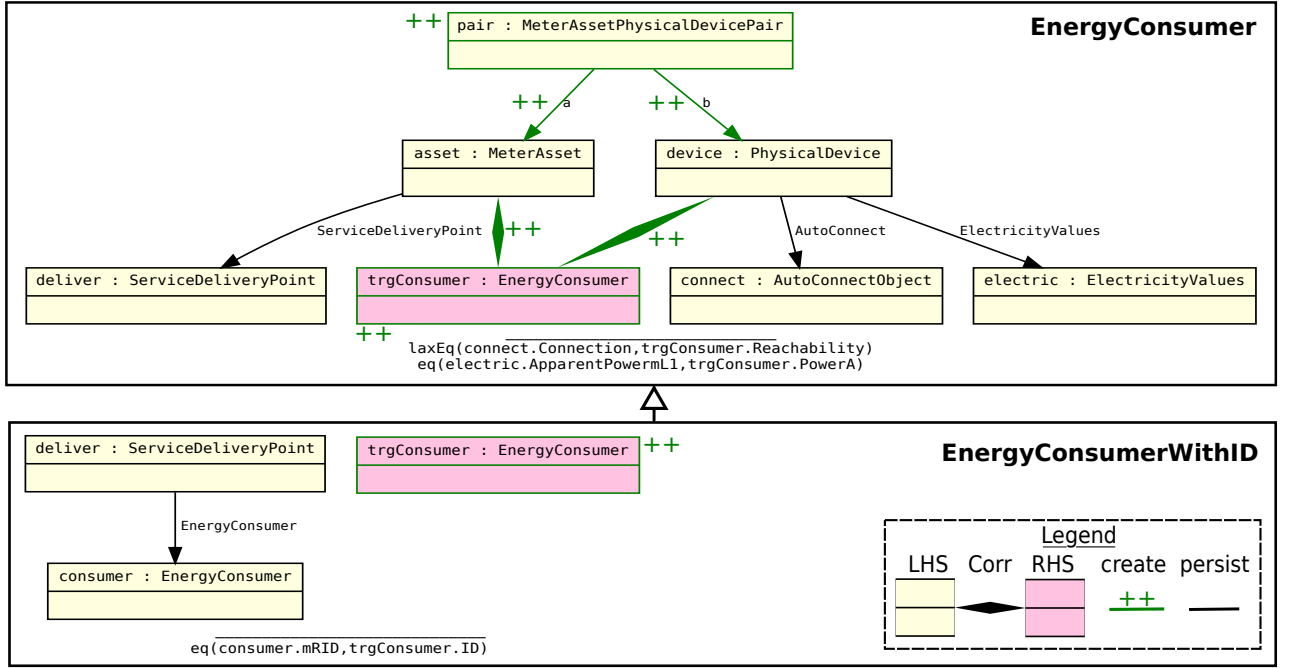 ++ pair : MeterAssetPhysicalDevicePair EnergyConsumer
++ a ++ b
asset : MeterAsset device : PhysicalDevice
ServiceDeliveryPoint ++ ++ AutoConnect ElectricityValues
deliver : ServiceDeliveryPoint trgConsumer : EnergyConsumer connect : AutoConnectObject electric : ElectricityValues
++
laxEq(connect.Connection,trgConsumer.Reachability)
eq(electric.ApparentPowermL1,trgConsumer.PowerA)
deliver : ServiceDeliveryPoint trgConsumer : EnergyConsumer ++ EnergyConsumerWithID
EnergyConsumer
consumer : EnergyConsumer
eq(consumer.mRID,trgConsumer.ID)
Legend
LHS Corr RHS create persist
++